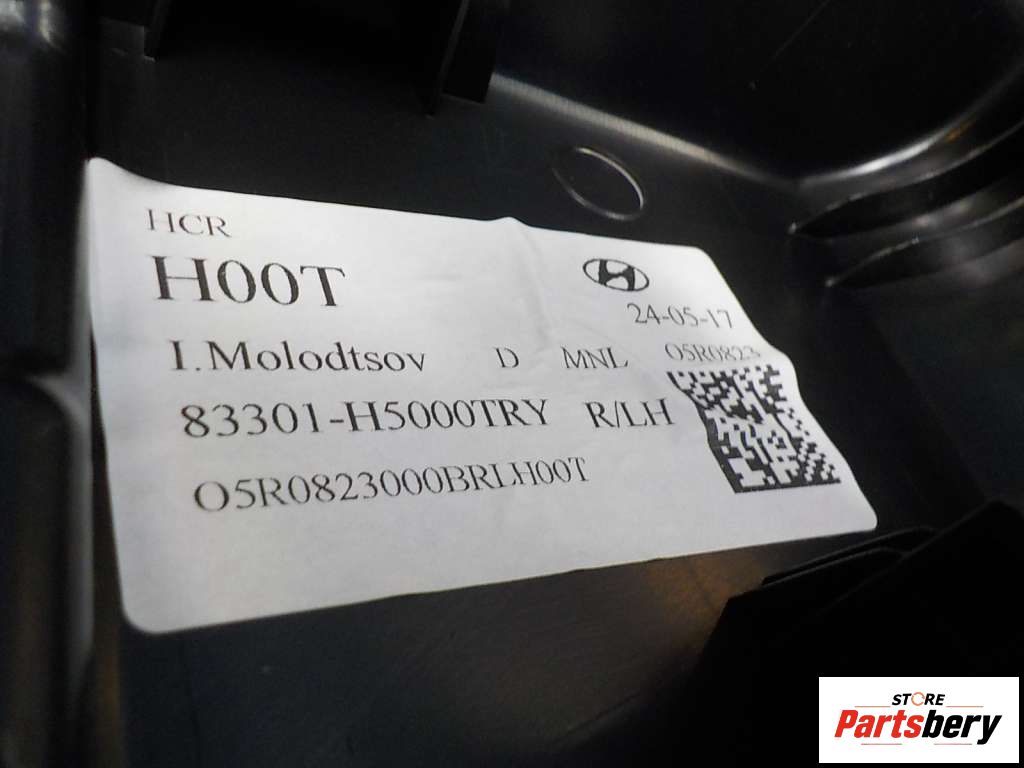 HCR
H00T
24-05-17
I.Molodtsov D MNL O5R0823
83301-H5000TRY R/LH
O5R0823000BRLH00T
STORE
Partsbery